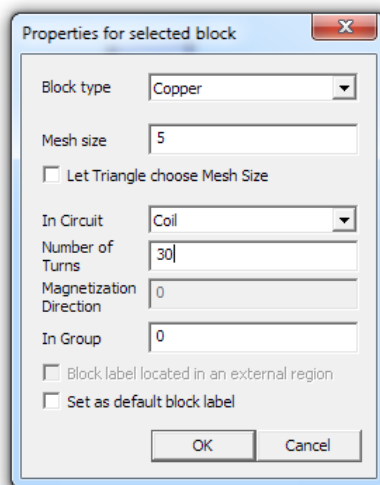 Properties for selected block
Block type Copper
Mesh size 5
Let Triangle choose Mesh Size
In Circuit Coil
Number of
Turns 30
Magnetization
Direction 0
In Group 0
Block label located in an external region
Set as default block label
OK Cancel